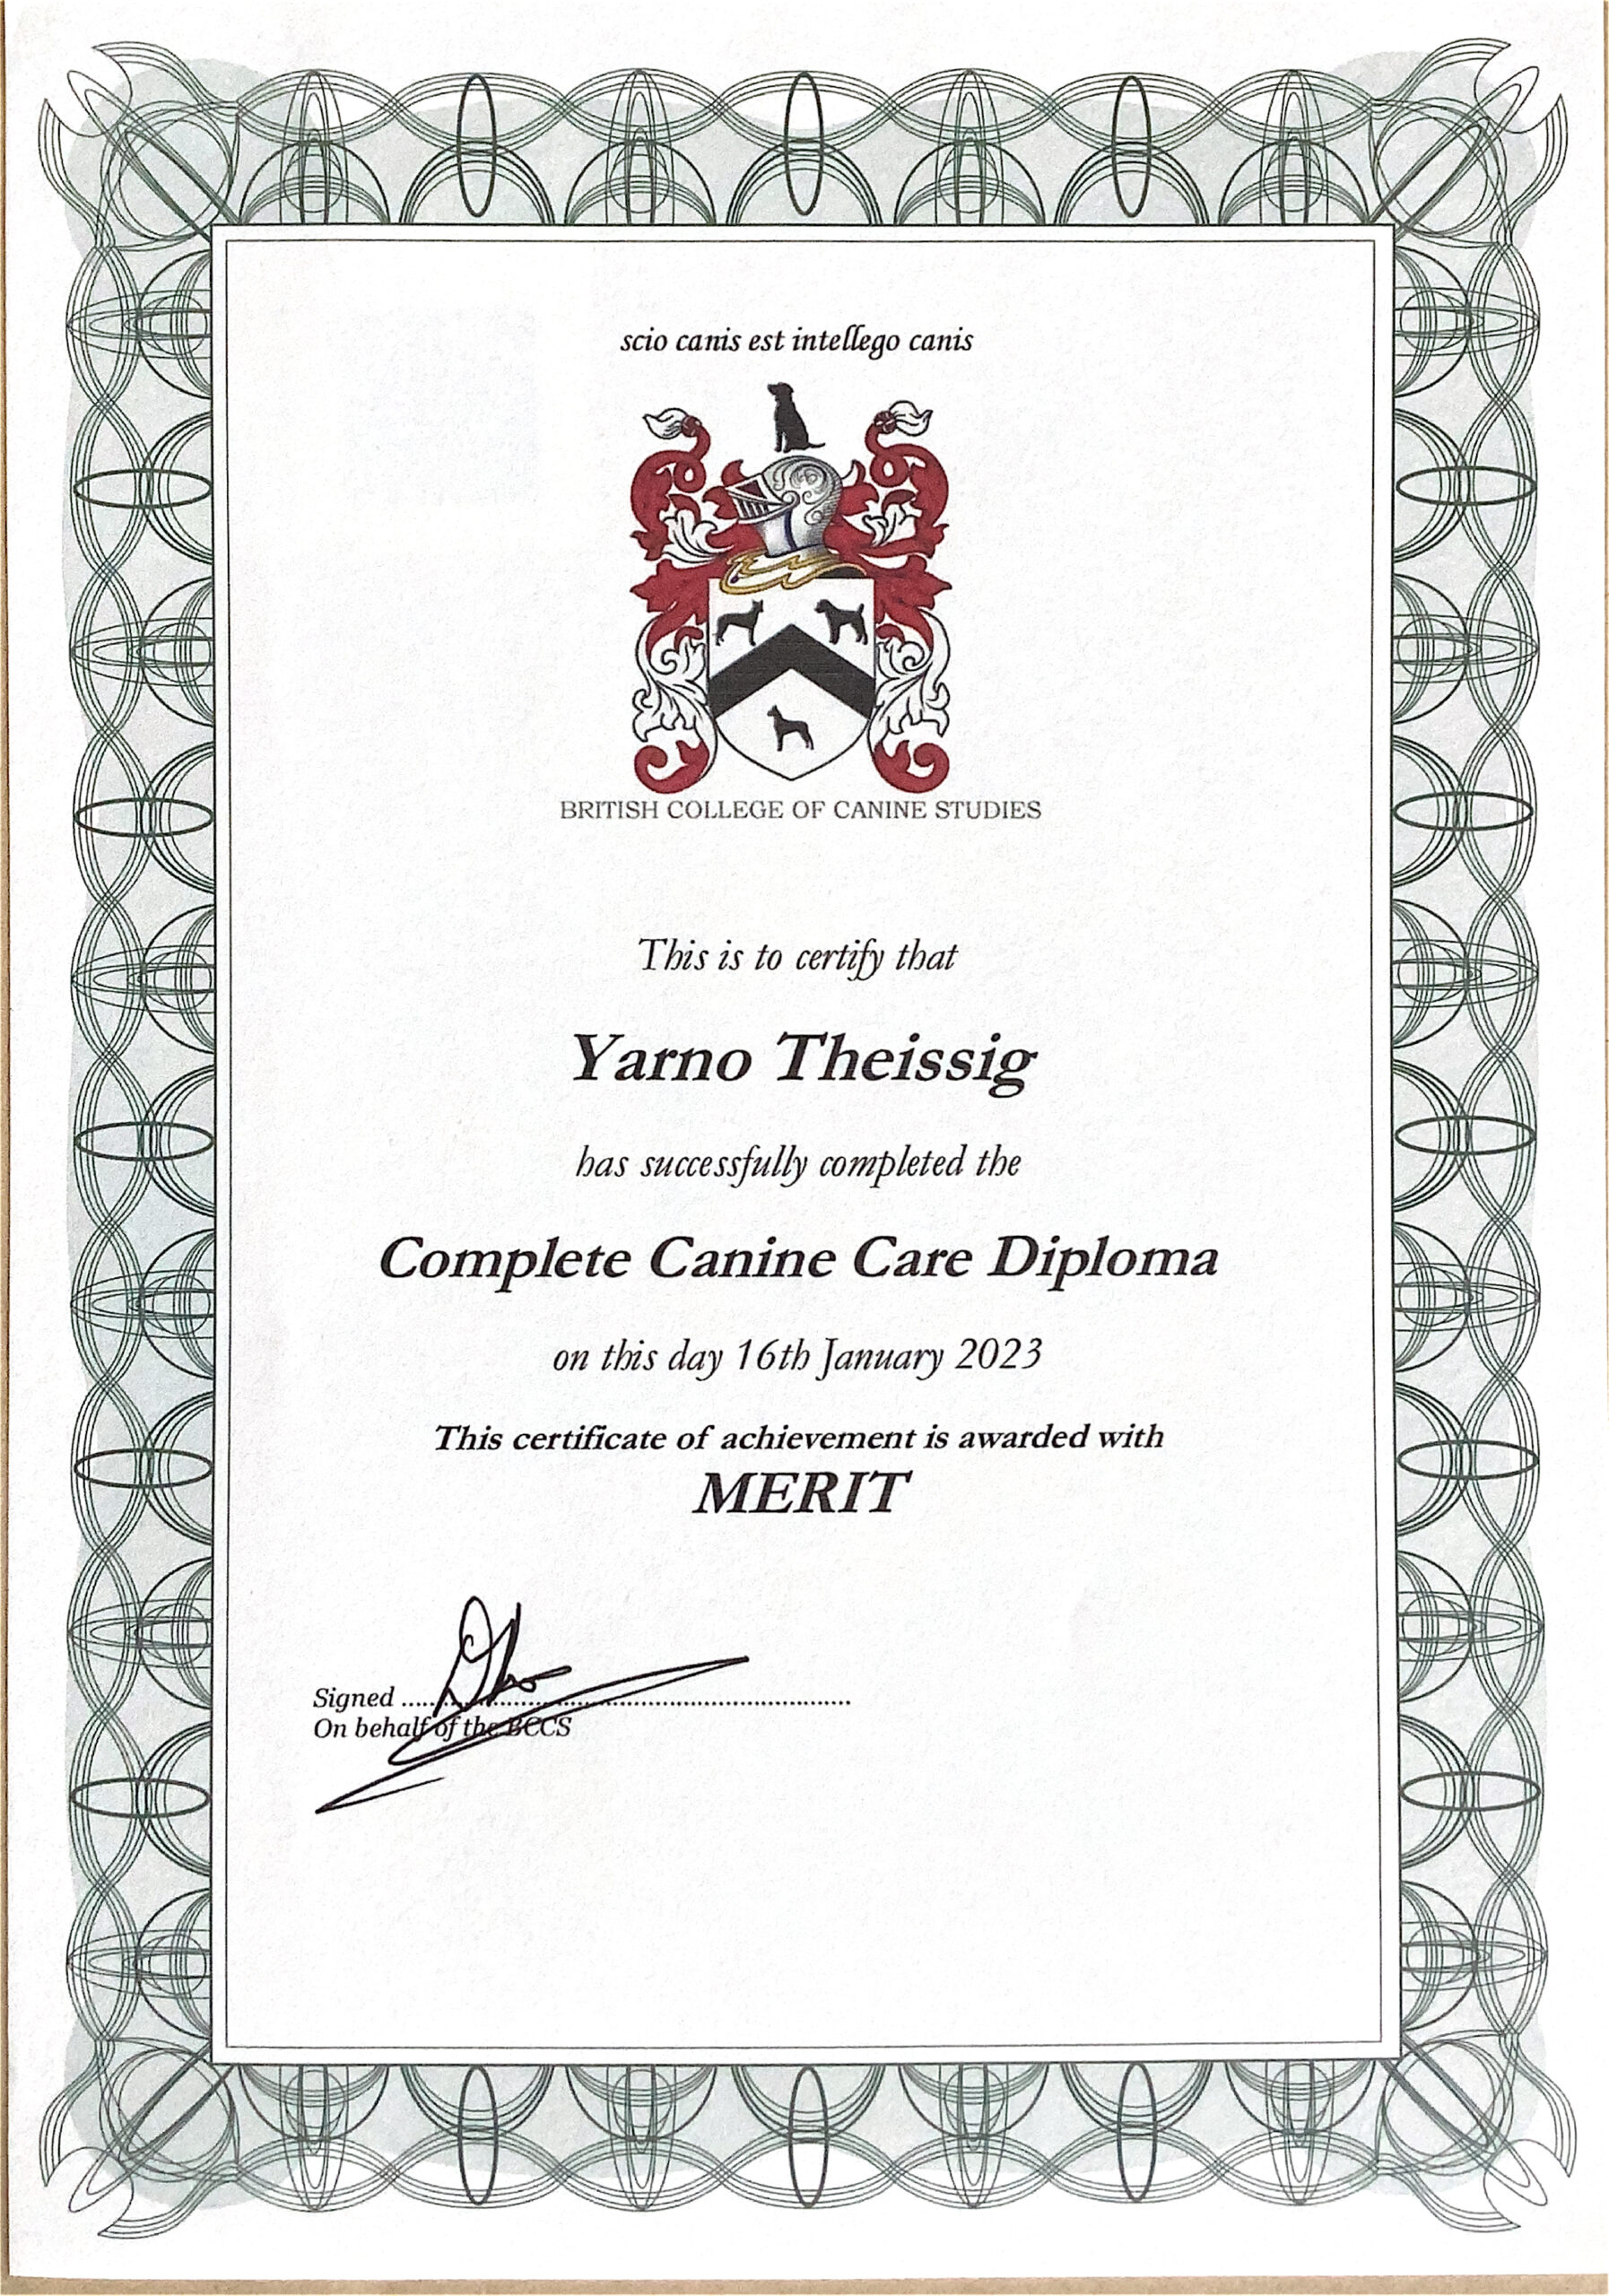 scio canis est intellego canis
BRITISH COLLEGE OF CANINE STUDIES
This is to certify that
Yarno Theissig
has successfully completed the
Complete Canine Care Diploma
on this day 16th January 2023
This certificate of achievement is awarded with
MERIT
Signed ................................................................
On behalf of the BCCS